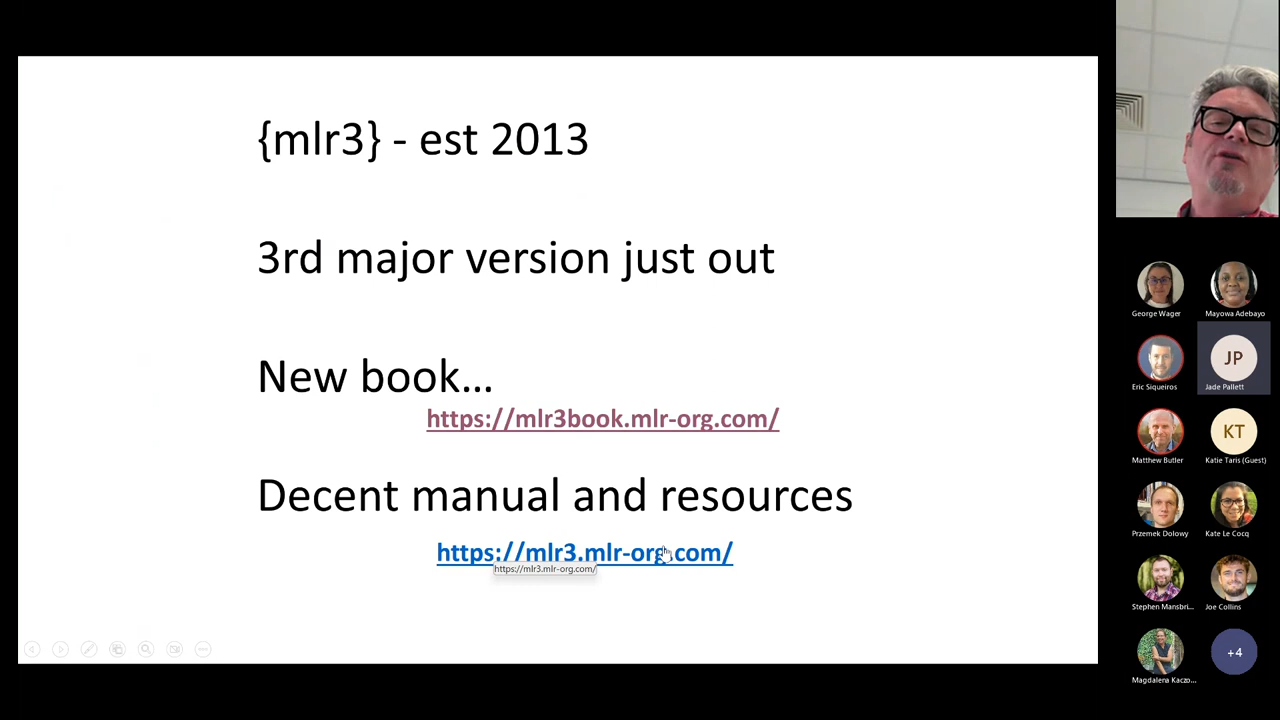 {mlr3} - est 2013
3rd major version just out
New book...
https://mlr3book.mlr-org.com/
Decent manual and resources
https://mlr3.mlr-org.com/
https://mlr3.mlr-org.com/
George Wager
Mayowa Adebayo
Eric Siqueiros
JP
Jade Pallett
Matthew Butler
KT
Katie Taris (Guest)
Przemek Dolowy
Kate Le Cocq
Stephen Mansbri...
Joe Collins
Magdalena Kaczo...
+4